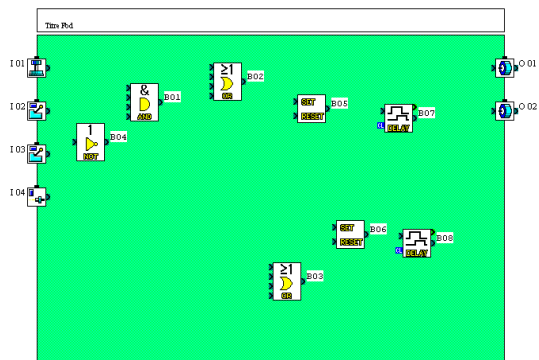 Titre Fbd
I 01
O 01
≥1
B02
OR
&
B01
AND
SET
RESET
B05
B07
DELAY
I 02
O 02
1
B04
NOT
I 03
I 04
SET
RESET
B06
B08
DELAY
≥1
B03
OR